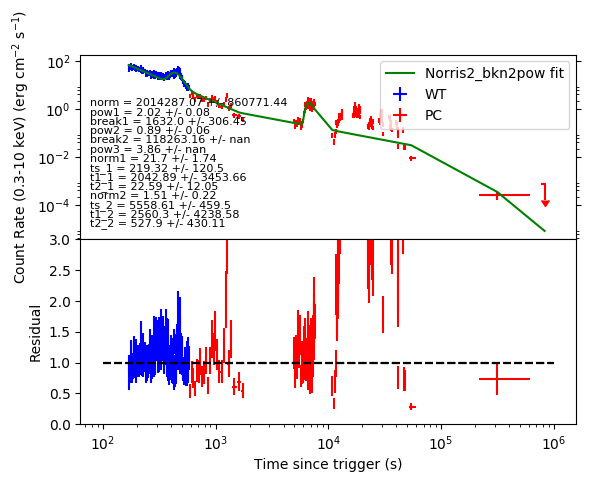 Count Rate (0.3-10 keV) (erg cm⁻² s⁻¹)
10²
10⁰
10⁻²
10⁻⁴
Norris2_bkn2pow fit
WT
PC
norm = 2014287.07 +/- 860771.44
pow1 = 2.02 +/- 0.08
break1 = 1632.0 +/- 306.45
pow2 = 0.89 +/- 0.06
break2 = 118263.16 +/- nan
pow3 = 3.86 +/- nan
norm1 = 21.7 +/- 1.74
ts_1 = 219.32 +/- 120.5
t1_1 = 2042.89 +/- 3453.66
t2_1 = 22.59 +/- 12.05
norm2 = 1.51 +/- 0.22
ts_2 = 5558.61 +/- 459.5
t1_2 = 2560.3 +/- 4238.58
t2_2 = 527.9 +/- 430.11
Residual
3.0
2.5
2.0
1.5
1.0
0.5
0.0
10²
10³
10⁴
10⁵
10⁶
Time since trigger (s)